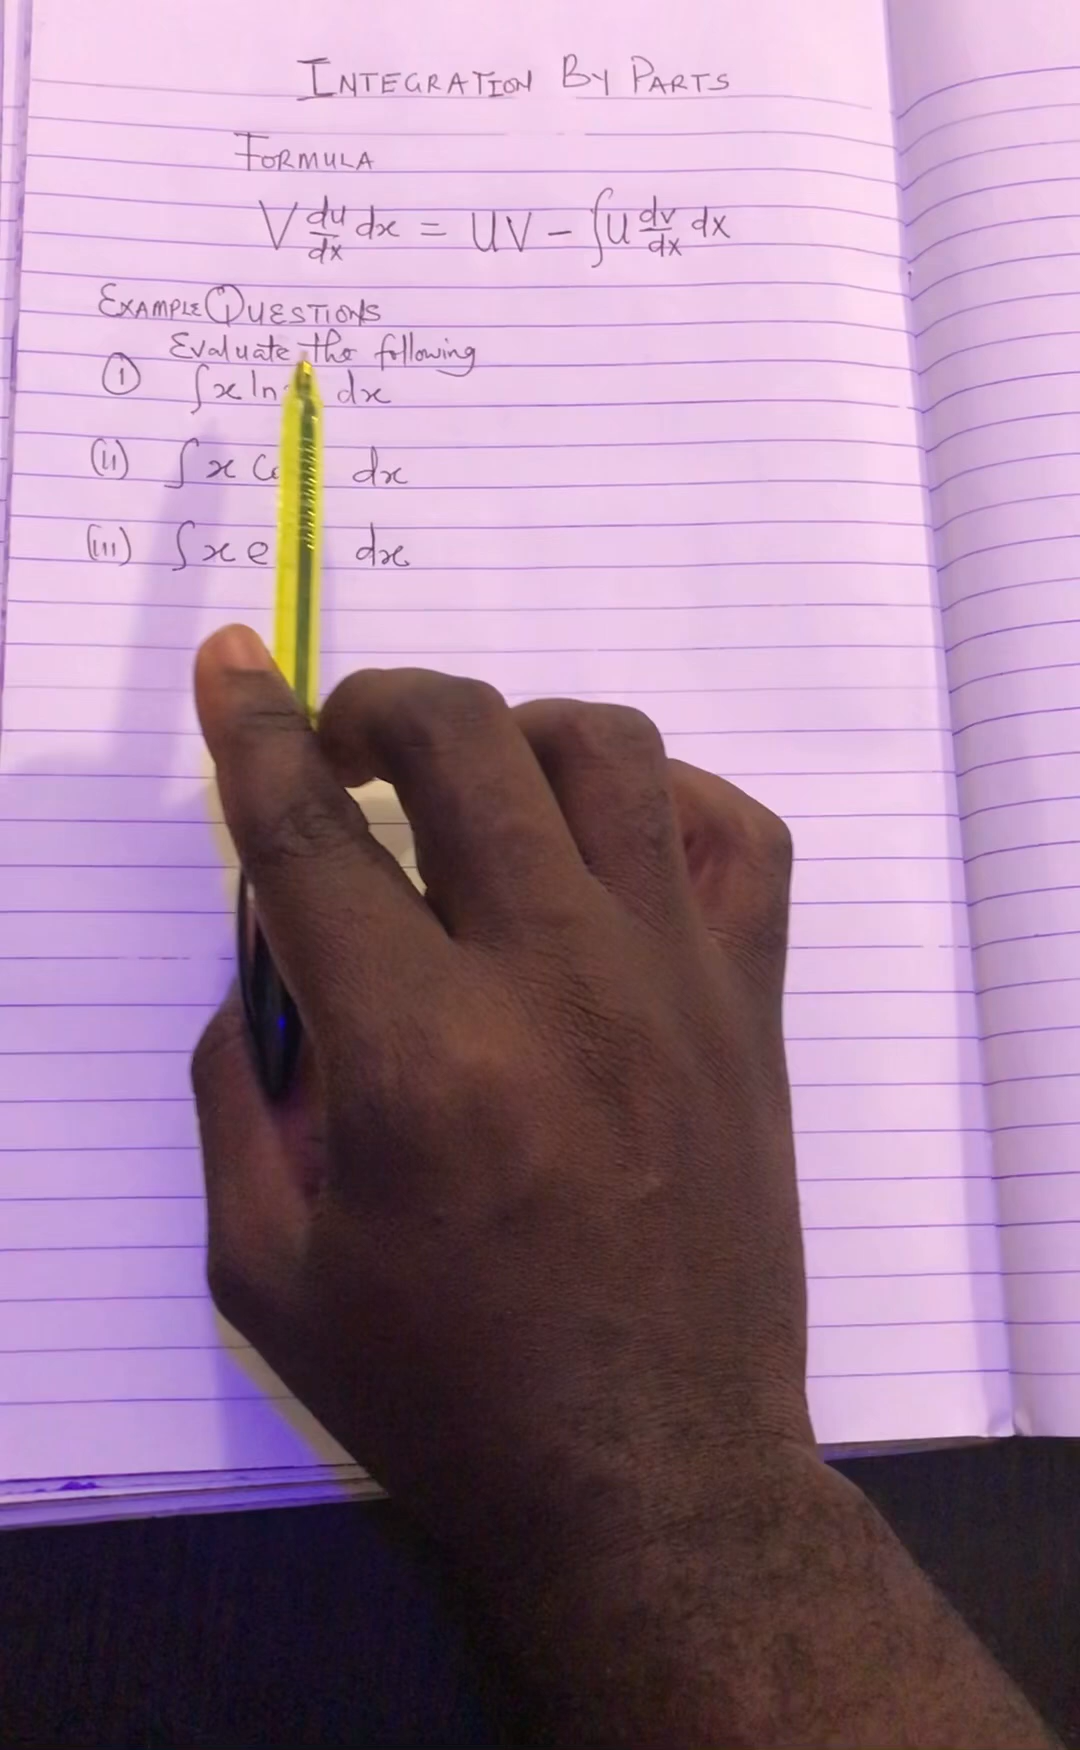 INTEGRATION BY PARTS
FORMULA
V du/dx dx = UV - ∫U dv/dx dx
EXAMPLE QUESTIONS
Evaluate the following
(i) ∫x ln dx
(ii) ∫x dx
(iii) ∫x e dx